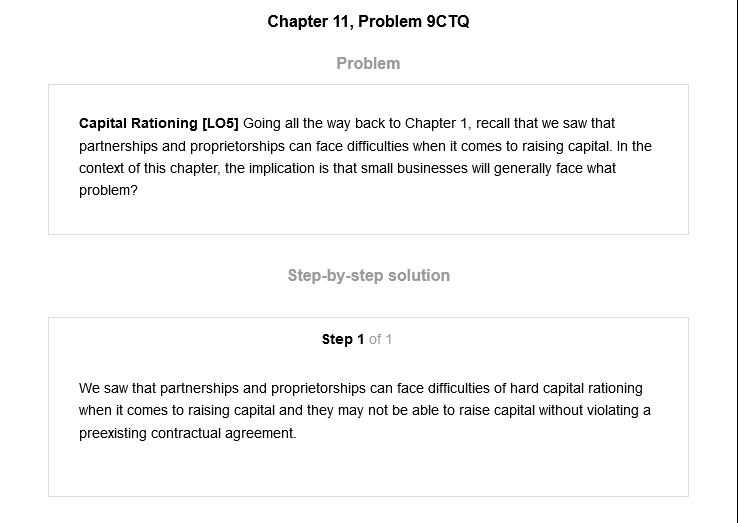 Chapter 11, Problem 9CTQ
Problem
Capital Rationing [LO5] Going all the way back to Chapter 1, recall that we saw that
partnerships and proprietorships can face difficulties when it comes to raising capital. In the
context of this chapter, the implication is that small businesses will generally face what
problem?
Step-by-step solution
Step 1 of 1
We saw that partnerships and proprietorships can face difficulties of hard capital rationing
when it comes to raising capital and they may not be able to raise capital without violating a
preexisting contractual agreement.